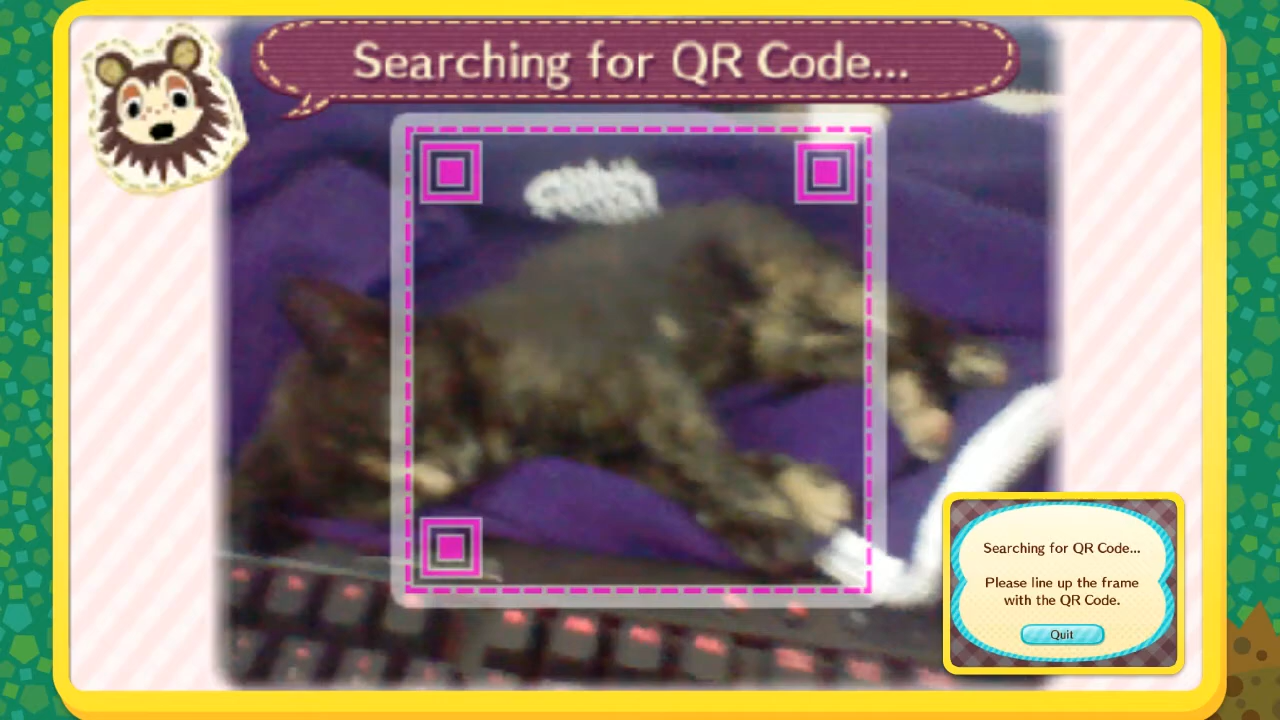 Searching for QR Code...
Searching for QR Code...
Please line up the frame
with the QR Code.
Quit